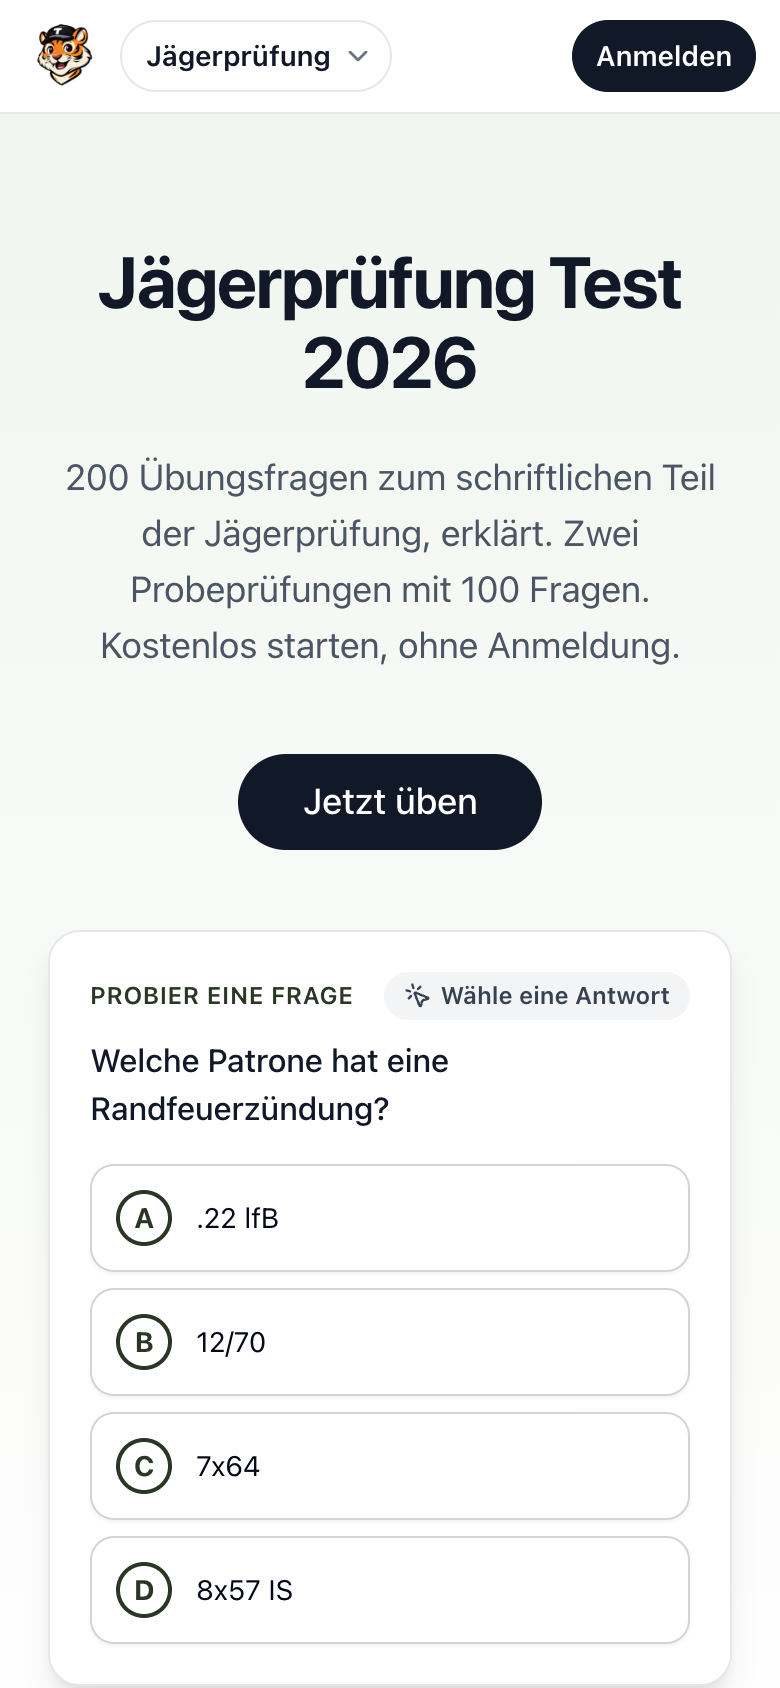 Jägerprüfung
Anmelden
Jägerprüfung Test
2026
200 Übungsfragen zum schriftlichen Teil
der Jägerprüfung, erklärt. Zwei
Probeprüfungen mit 100 Fragen.
Kostenlos starten, ohne Anmeldung.
Jetzt üben
PROBIER EINE FRAGE
Wähle eine Antwort
Welche Patrone hat eine
Randfeuerzündung?
A .22 lfB
B 12/70
C 7x64
D 8x57 IS